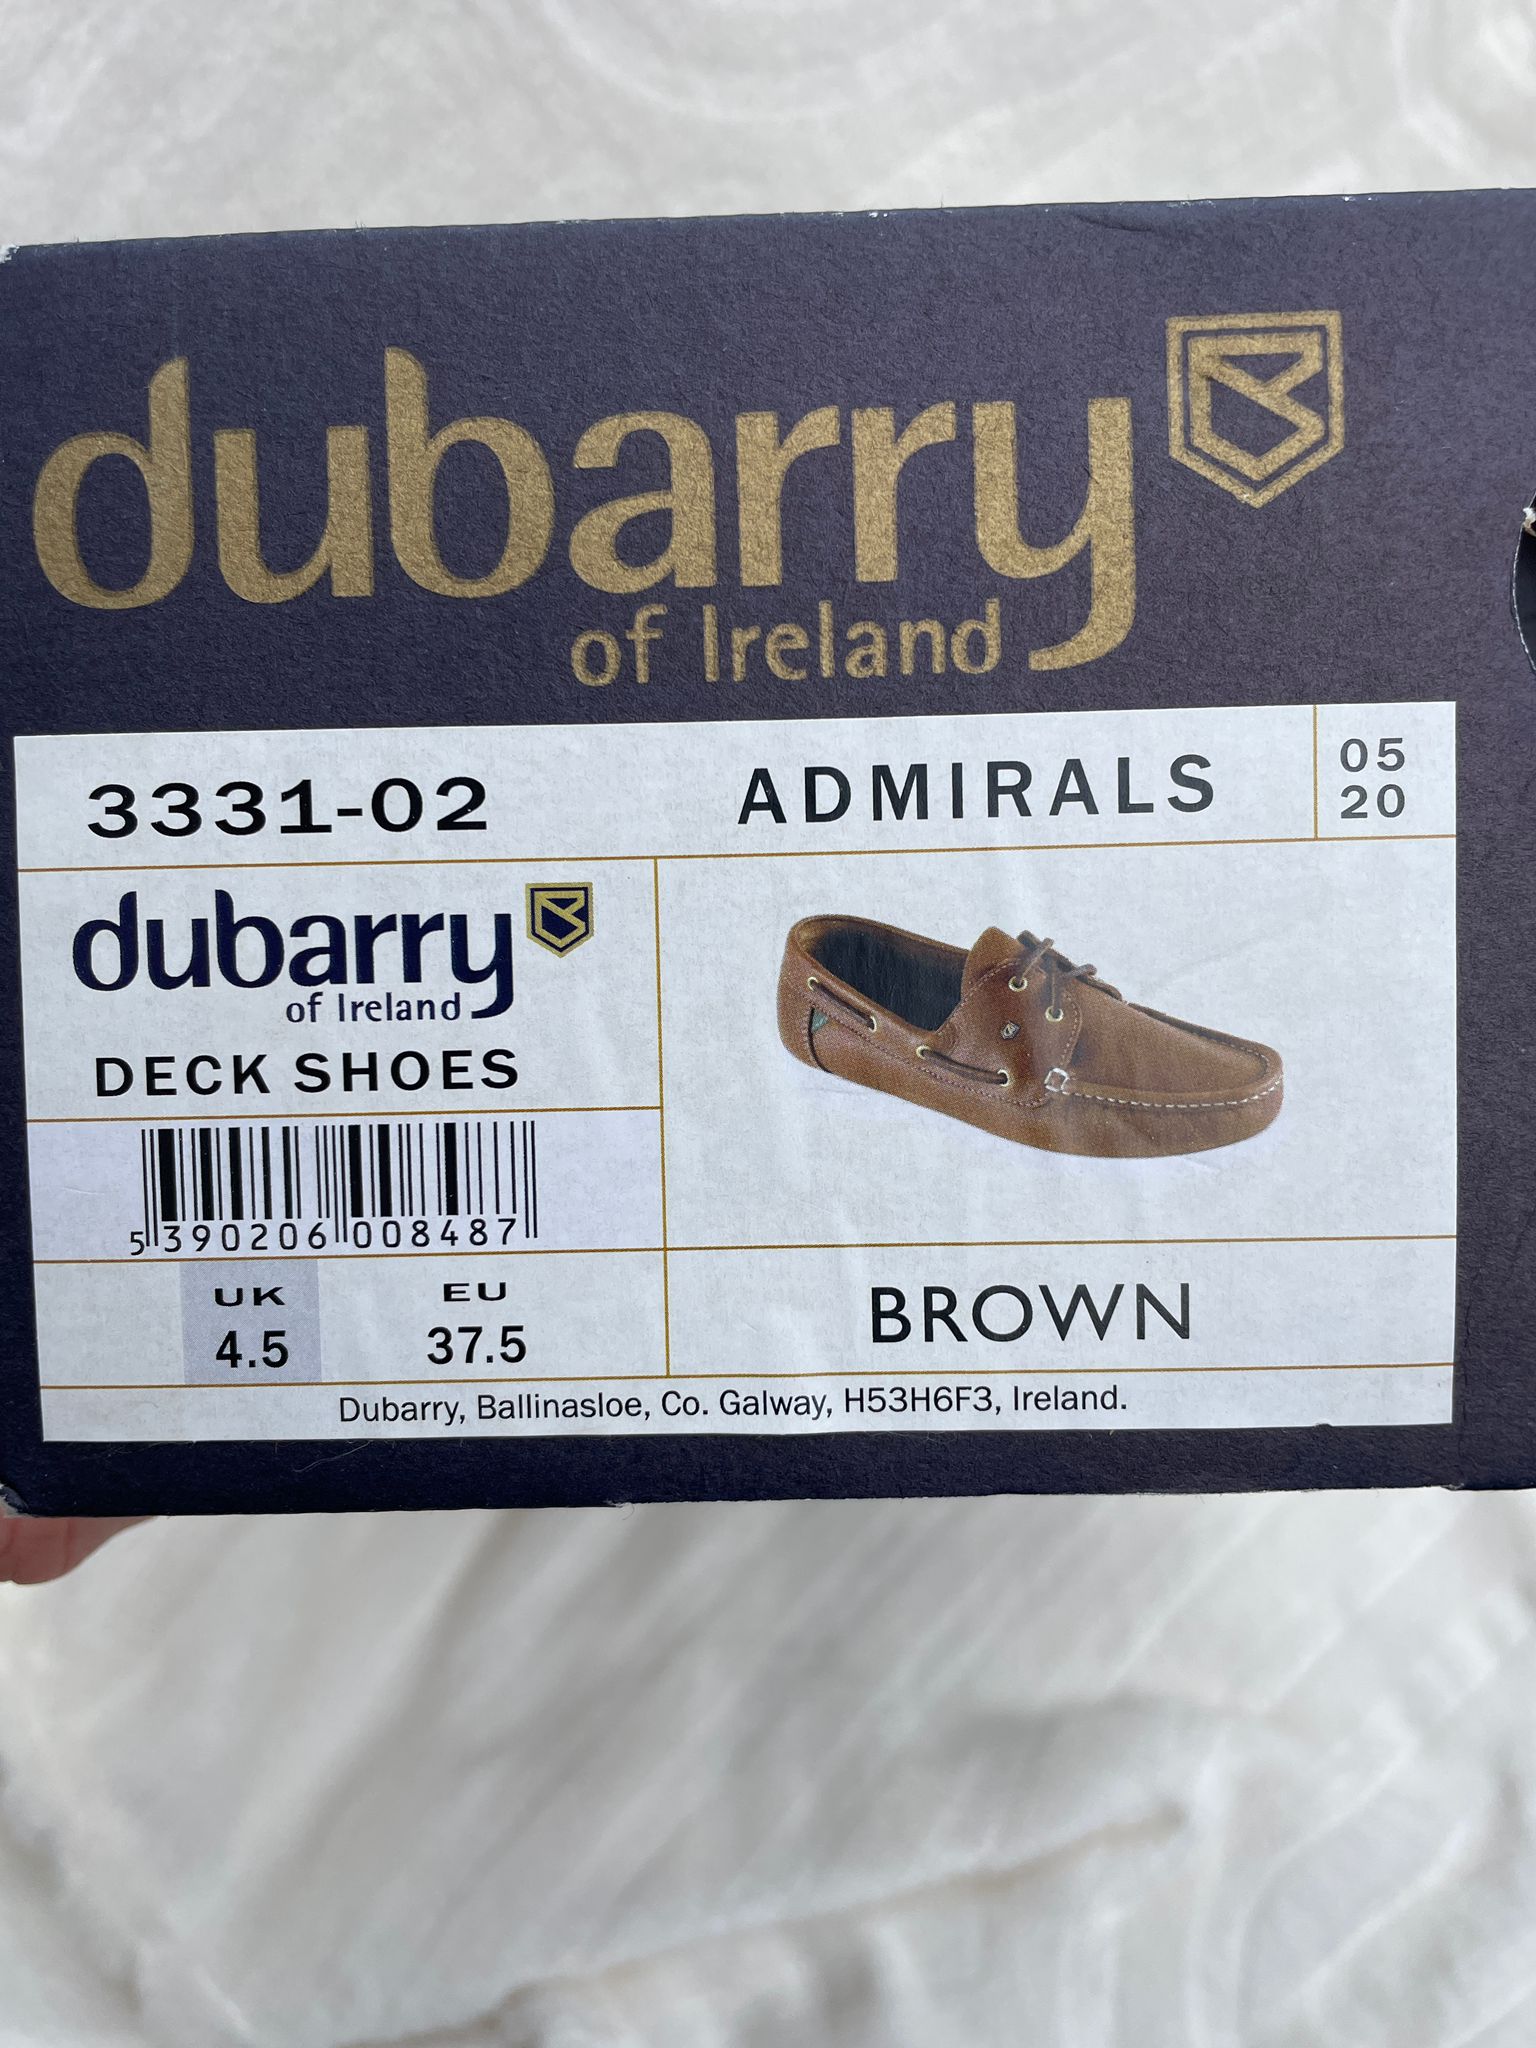 dubarry
of Ireland
3331-02
ADMIRALS
05
20
dubarry
of Ireland
DECK SHOES
5 390206 008487
UK
EU
4.5
37.5
BROWN
Dubarry, Ballinasloe, Co. Galway, H53H6F3, Ireland.